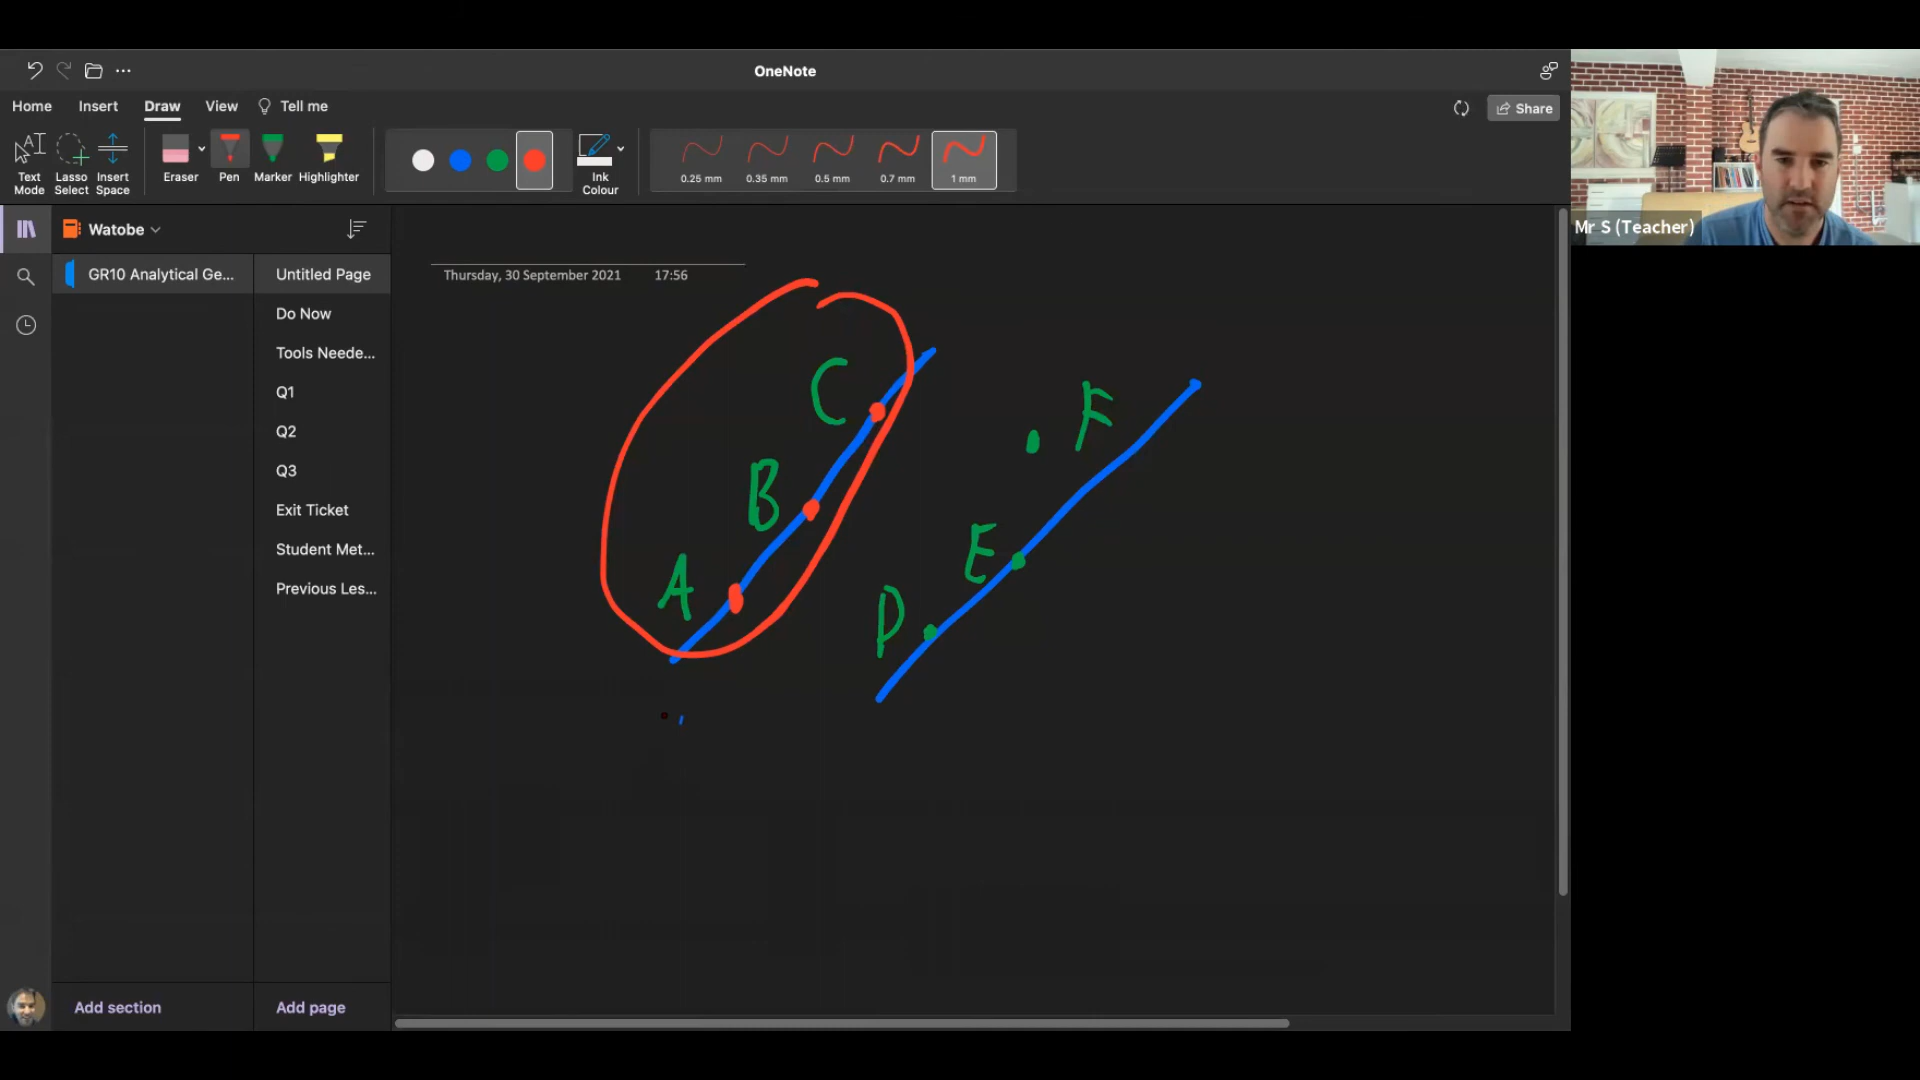 OneNote
Home Insert Draw View Tell me
Share
Text Mode
Lasso Select
Insert Space
Eraser
Pen
Marker
Highlighter
Ink Colour
0.25 mm
0.35 mm
0.5 mm
0.7 mm
1 mm
Mr S (Teacher)
Watobe
GR10 Analytical Ge...
Untitled Page
Do Now
Tools Neede...
Q1
Q2
Q3
Exit Ticket
Student Met...
Previous Les...
Thursday, 30 September 2021 17:56
C
F
B
E
A
D
Add section
Add page